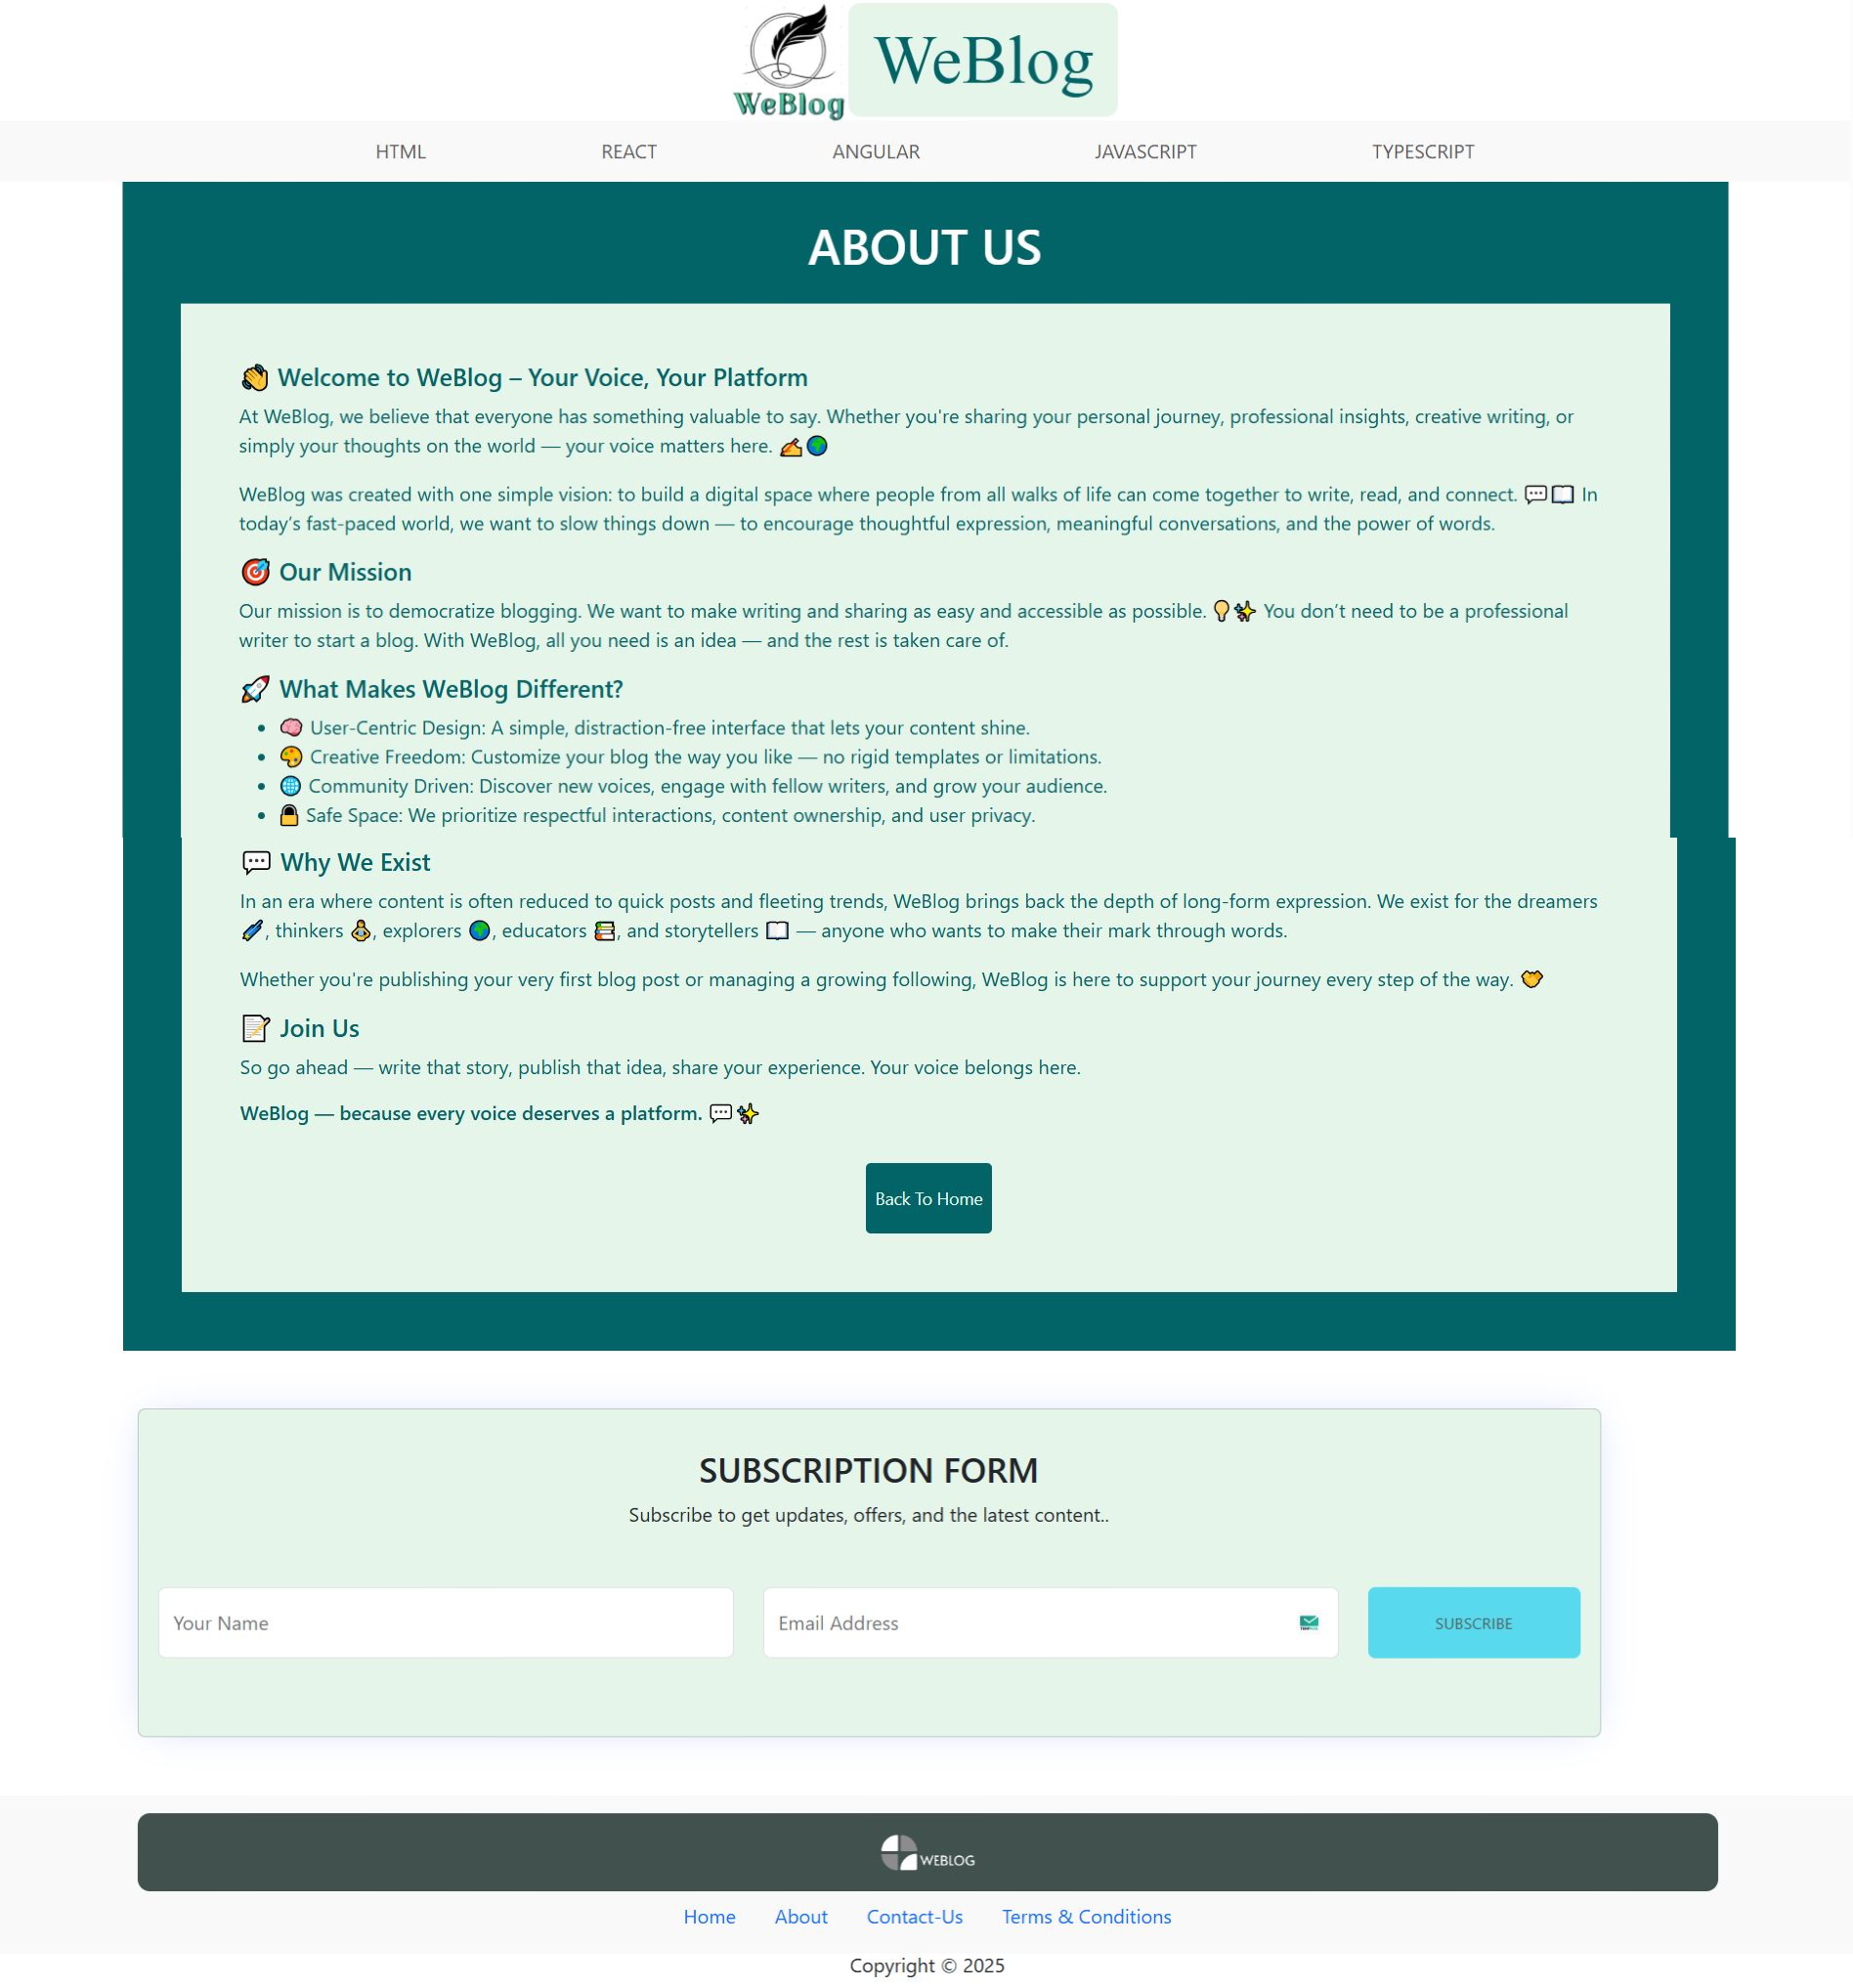 WeBlog
WeBlog
HTML REACT ANGULAR JAVASCRIPT TYPESCRIPT
ABOUT US
👋 Welcome to WeBlog – Your Voice, Your Platform
At WeBlog, we believe that everyone has something valuable to say. Whether you're sharing your personal journey, professional insights, creative writing, or
simply your thoughts on the world — your voice matters here. ✍️🌍
WeBlog was created with one simple vision: to build a digital space where people from all walks of life can come together to write, read, and connect. 💬📖 In
today’s fast-paced world, we want to slow things down — to encourage thoughtful expression, meaningful conversations, and the power of words.
🎯 Our Mission
Our mission is to democratize blogging. We want to make writing and sharing as easy and accessible as possible. 💡✨ You don’t need to be a professional
writer to start a blog. With WeBlog, all you need is an idea — and the rest is taken care of.
🚀 What Makes WeBlog Different?
• 🧠 User-Centric Design: A simple, distraction-free interface that lets your content shine.
• 🎨 Creative Freedom: Customize your blog the way you like — no rigid templates or limitations.
• 🌐 Community Driven: Discover new voices, engage with fellow writers, and grow your audience.
• 🔒 Safe Space: We prioritize respectful interactions, content ownership, and user privacy.
💬 Why We Exist
In an era where content is often reduced to quick posts and fleeting trends, WeBlog brings back the depth of long-form expression. We exist for the dreamers
🖋️, thinkers 🧘, explorers 🌍, educators 📚, and storytellers 📖 — anyone who wants to make their mark through words.
Whether you're publishing your very first blog post or managing a growing following, WeBlog is here to support your journey every step of the way. 🤝
📝 Join Us
So go ahead — write that story, publish that idea, share your experience. Your voice belongs here.
WeBlog — because every voice deserves a platform. 💬✨
Back To Home
SUBSCRIPTION FORM
Subscribe to get updates, offers, and the latest content..
Your Name Email Address SUBSCRIBE
WEBLOG
Home About Contact-Us Terms & Conditions
Copyright © 2025